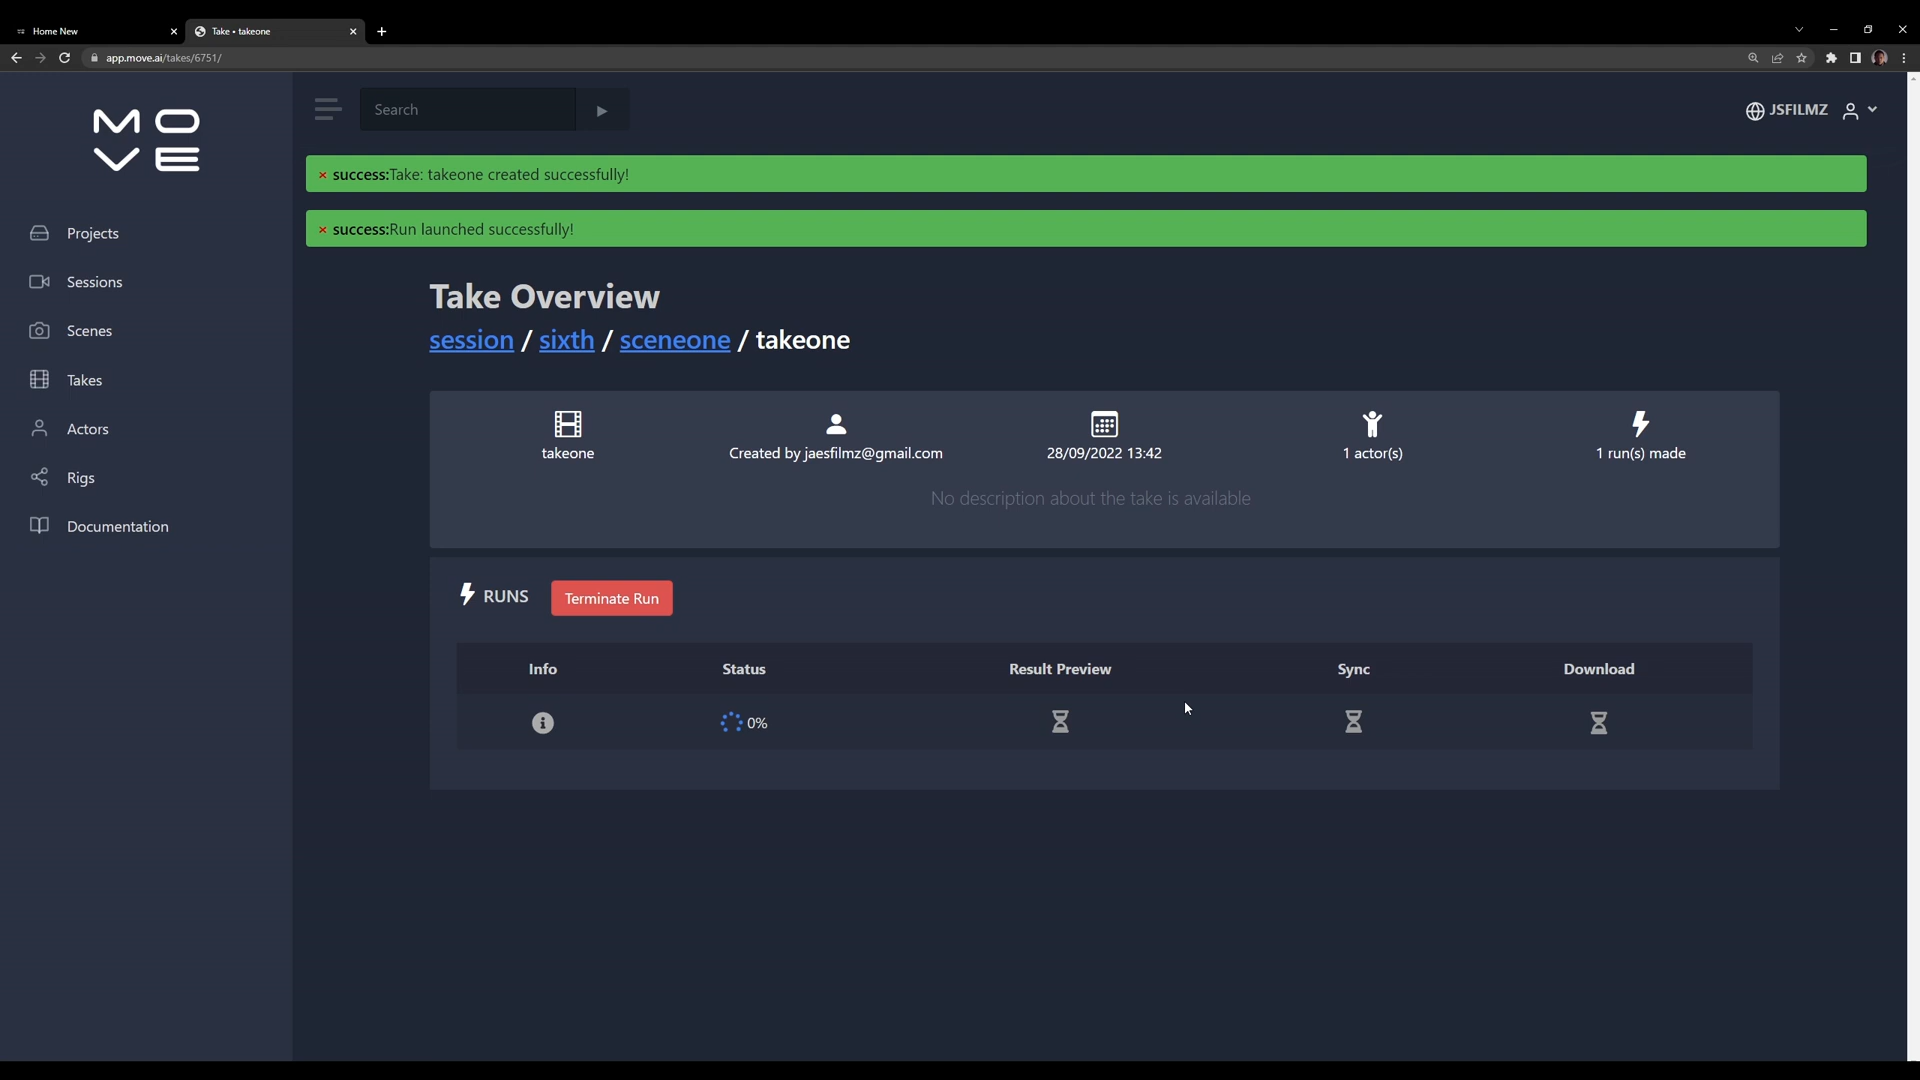 Home New
Take • takeone
app.move.ai/takes/6751/
MOVE
Search
JSFILMZ
× success:Take: takeone created successfully!
× success:Run launched successfully!
Projects
Sessions
Scenes
Takes
Actors
Rigs
Documentation
Take Overview
session / sixth / sceneone / takeone
takeone
Created by jaesfilmz@gmail.com
28/09/2022 13:42
1 actor(s)
1 run(s) made
No description about the take is available
RUNS
Terminate Run
Info Status Result Preview Sync Download
0%